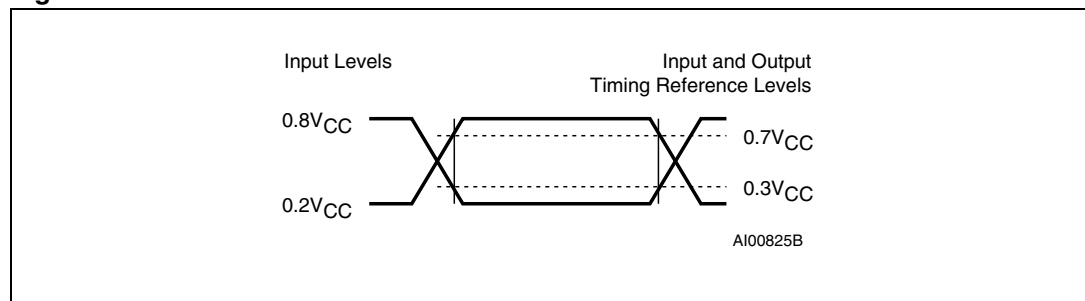 Input Levels
Input and Output
Timing Reference Levels
0.8VCC
0.7VCC
0.3VCC
0.2VCC
AI00825B